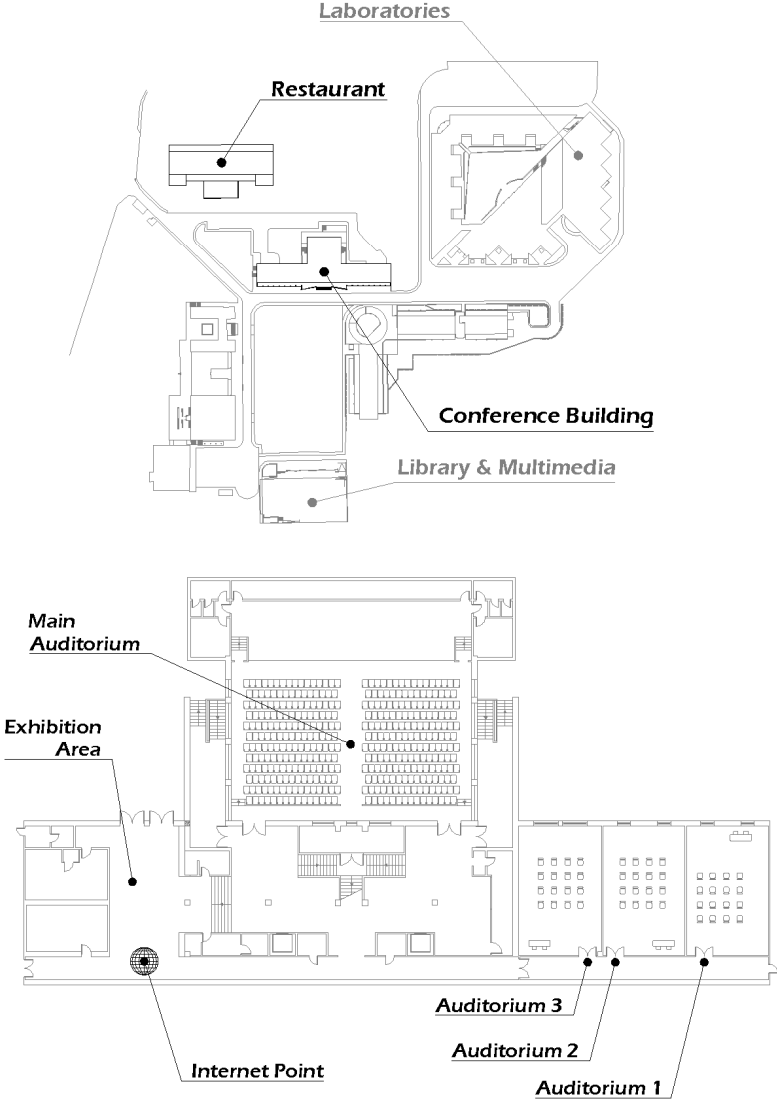 Laboratories
Restaurant
Conference Building
Library & Multimedia
Main
Auditorium
Exhibition
Area
Auditorium 3
Auditorium 2
Internet Point
Auditorium 1